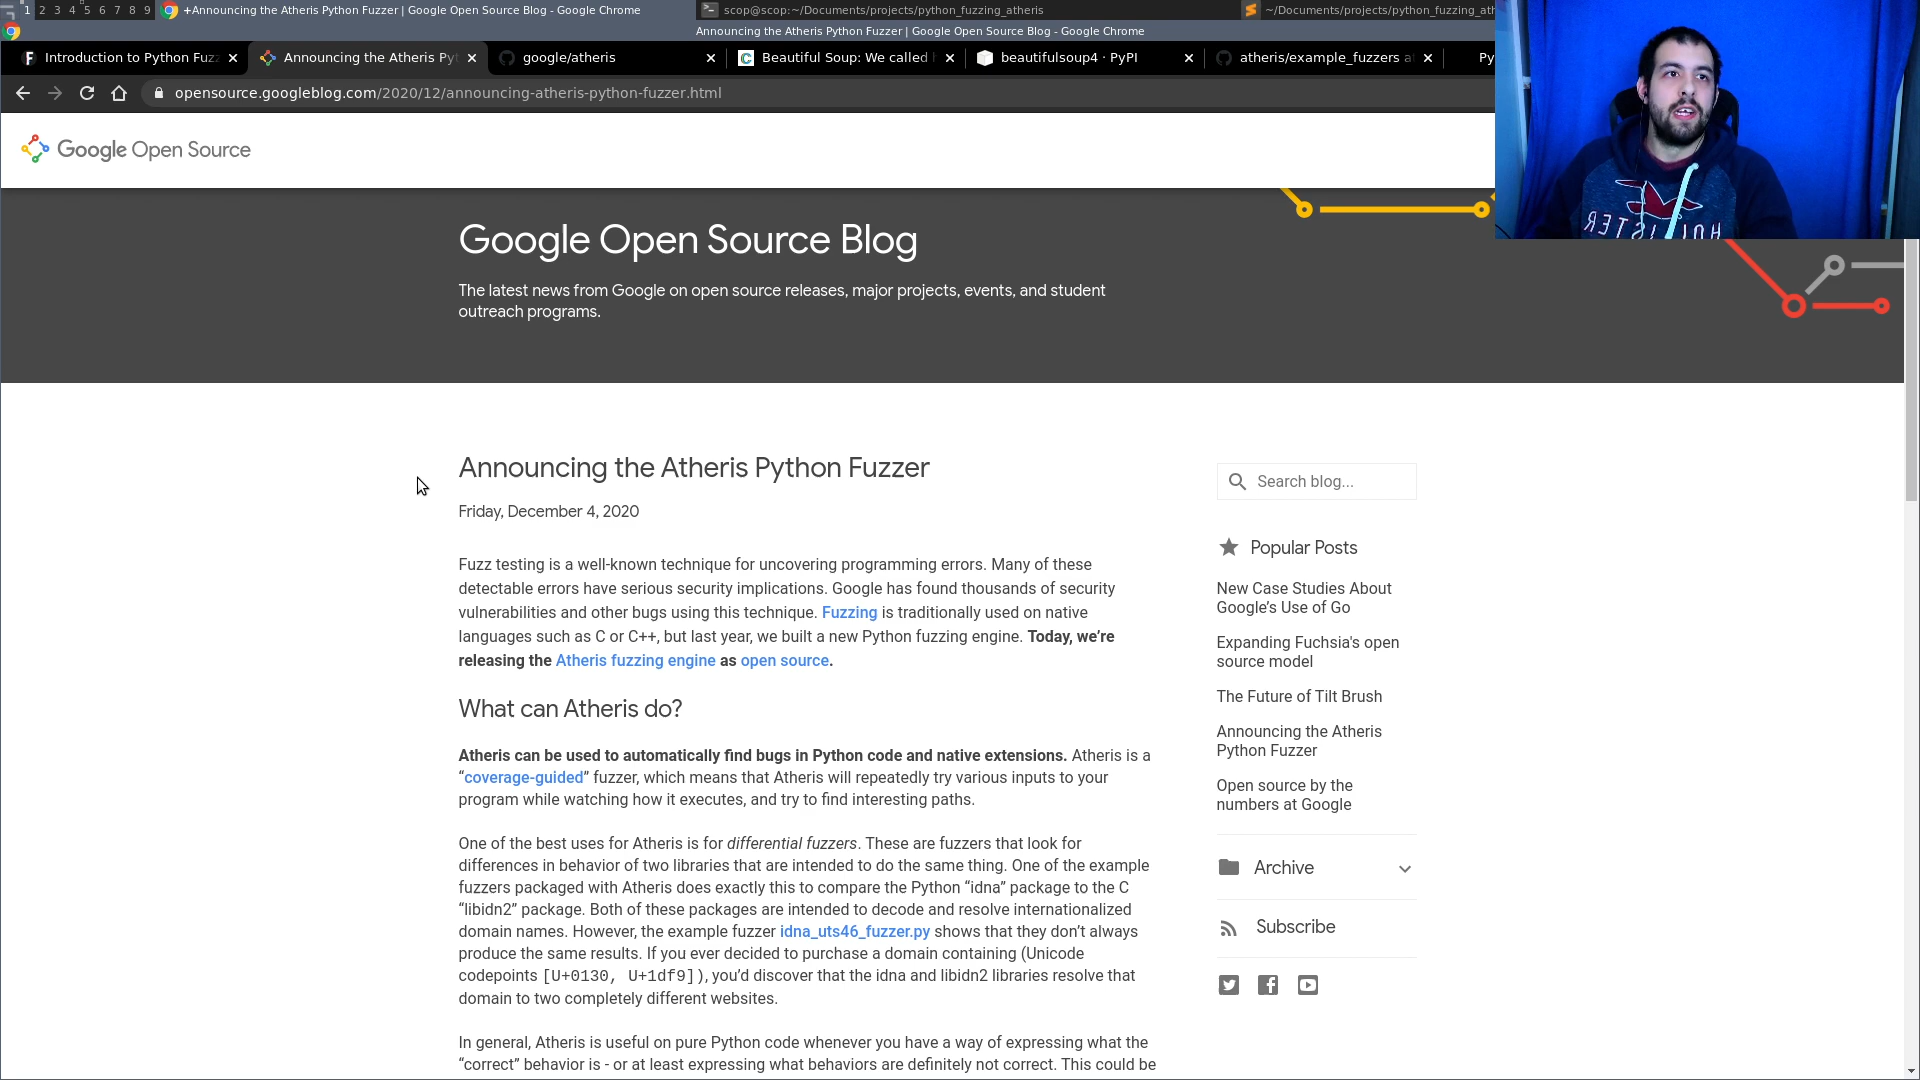 1 2 3 4 5 6 7 8 9 +Announcing the Atheris Python Fuzzer | Google Open Source Blog - Google Chrome scop@scop:~/Documents/projects/python_fuzzing_atheris ~/Documents/projects/python_fuzzing_ath
Announcing the Atheris Python Fuzzer | Google Open Source Blog - Google Chrome
Introduction to Python Fuzz Announcing the Atheris Py google/atheris Beautiful Soup: We called beautifulsoup4 · PyPI atheris/example_fuzzers a Py
opensource.googleblog.com/2020/12/announcing-atheris-python-fuzzer.html
Google Open Source
Google Open Source Blog
The latest news from Google on open source releases, major projects, events, and student
outreach programs.
Announcing the Atheris Python Fuzzer
Friday, December 4, 2020
Fuzz testing is a well-known technique for uncovering programming errors. Many of these
detectable errors have serious security implications. Google has found thousands of security
vulnerabilities and other bugs using this technique. Fuzzing is traditionally used on native
languages such as C or C++, but last year, we built a new Python fuzzing engine. Today, we’re
releasing the Atheris fuzzing engine as open source.
What can Atheris do?
Atheris can be used to automatically find bugs in Python code and native extensions. Atheris is a
“coverage-guided” fuzzer, which means that Atheris will repeatedly try various inputs to your
program while watching how it executes, and try to find interesting paths.
One of the best uses for Atheris is for differential fuzzers. These are fuzzers that look for
differences in behavior of two libraries that are intended to do the same thing. One of the example
fuzzers packaged with Atheris does exactly this to compare the Python “idna” package to the C
“libidn2” package. Both of these packages are intended to decode and resolve internationalized
domain names. However, the example fuzzer idna_uts46_fuzzer.py shows that they don’t always
produce the same results. If you ever decided to purchase a domain containing (Unicode
codepoints [U+0130, U+1df9]), you’d discover that the idna and libidn2 libraries resolve that
domain to two completely different websites.
In general, Atheris is useful on pure Python code whenever you have a way of expressing what the
“correct” behavior is - or at least expressing what behaviors are definitely not correct. This could be
Search blog...
Popular Posts
New Case Studies About
Google’s Use of Go
Expanding Fuchsia's open
source model
The Future of Tilt Brush
Announcing the Atheris
Python Fuzzer
Open source by the
numbers at Google
Archive
Subscribe